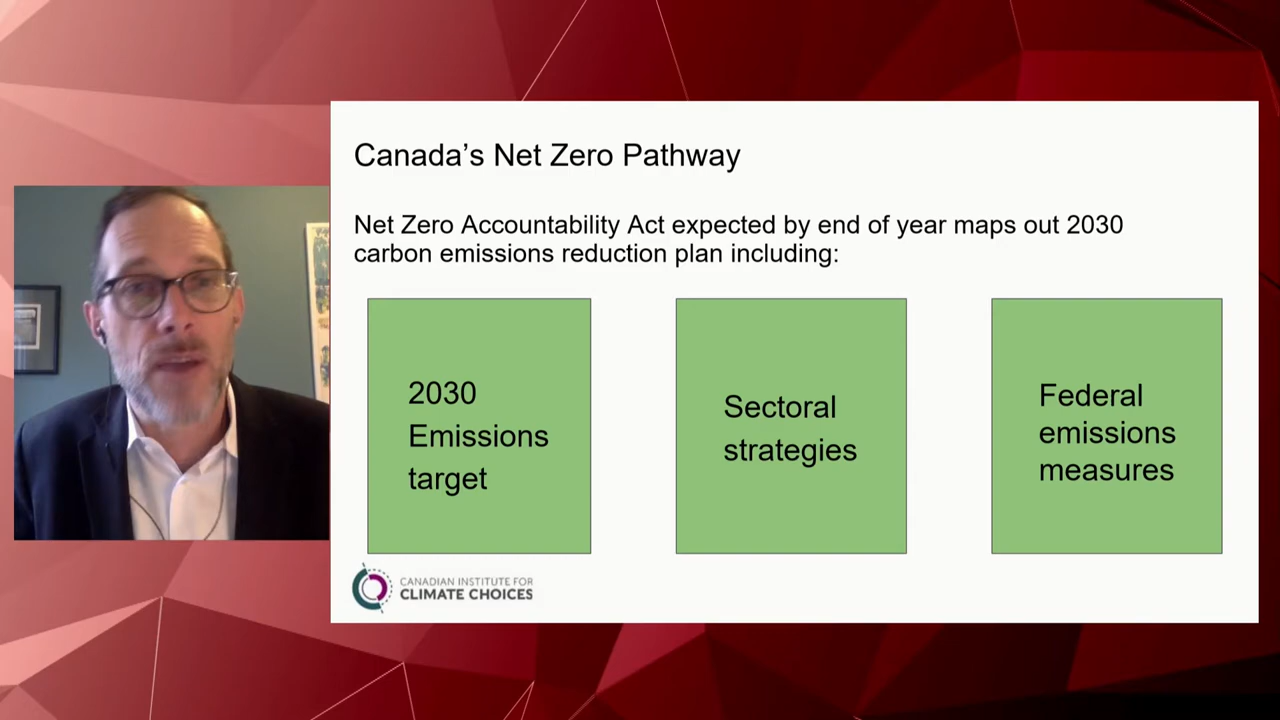 Canada's Net Zero Pathway
Net Zero Accountability Act expected by end of year maps out 2030
carbon emissions reduction plan including:
2030
Emissions
target
Sectoral
strategies
Federal
emissions
measures
CANADIAN INSTITUTE FOR
CLIMATE CHOICES